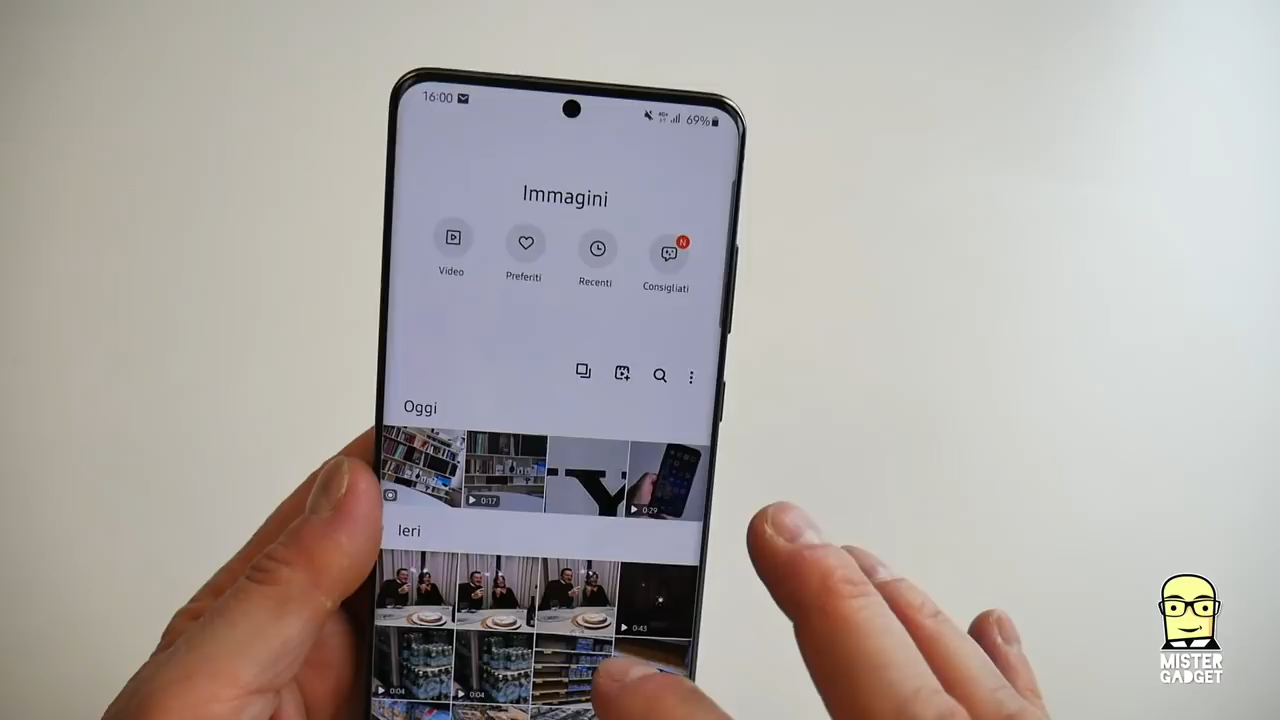 16:00
69%
Immagini
N
Video
Preferiti
Recenti
Consigliati
Oggi
0:17
0:29
Ieri
0:43
0:04
0:04
MISTER
GADGET